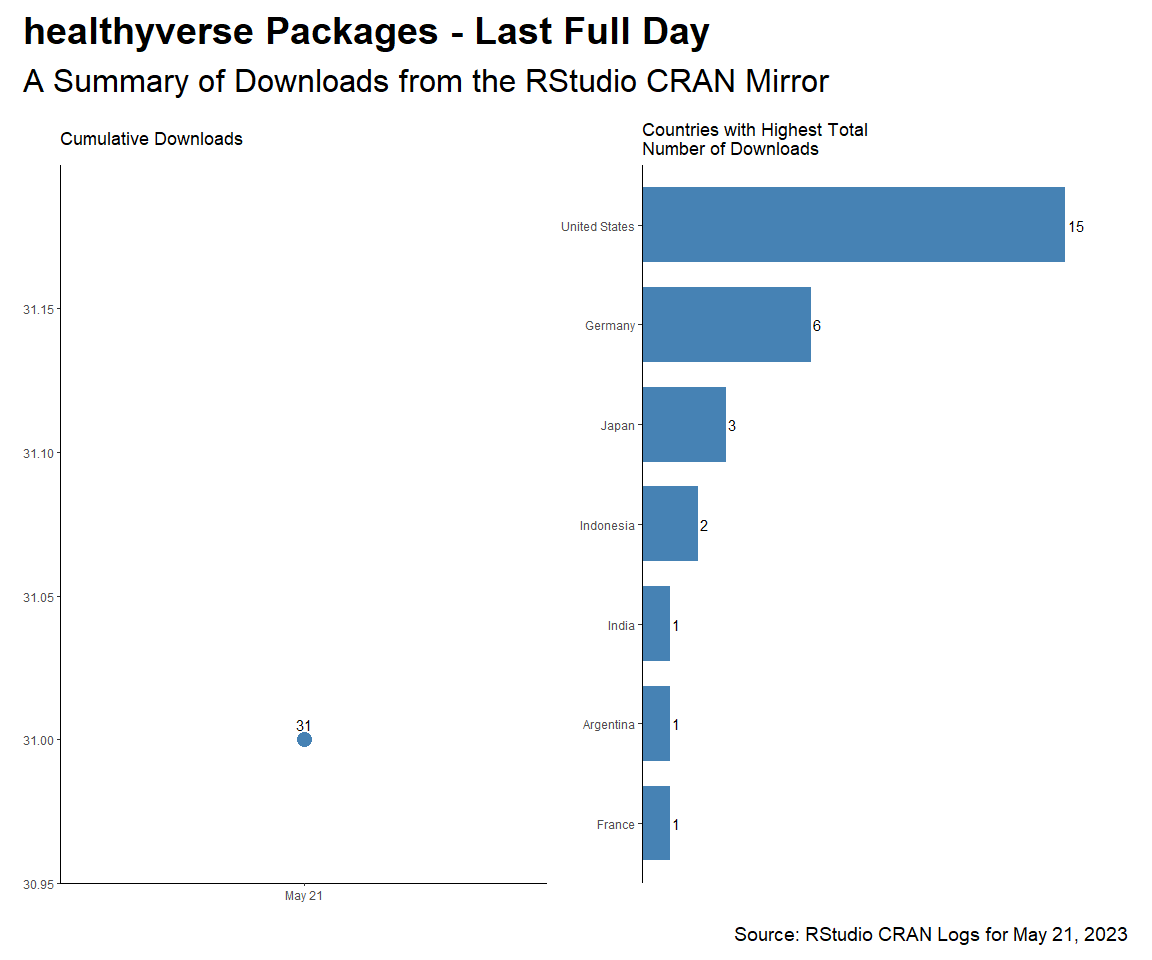 healthyverse Packages - Last Full Day
A Summary of Downloads from the RStudio CRAN Mirror
Cumulative Downloads
31.15
31.10
31.05
31.00
30.95
31
May 21
Countries with Highest Total
Number of Downloads
United States 15
Germany 6
Japan 3
Indonesia 2
India 1
Argentina 1
France 1
Source: RStudio CRAN Logs for May 21, 2023